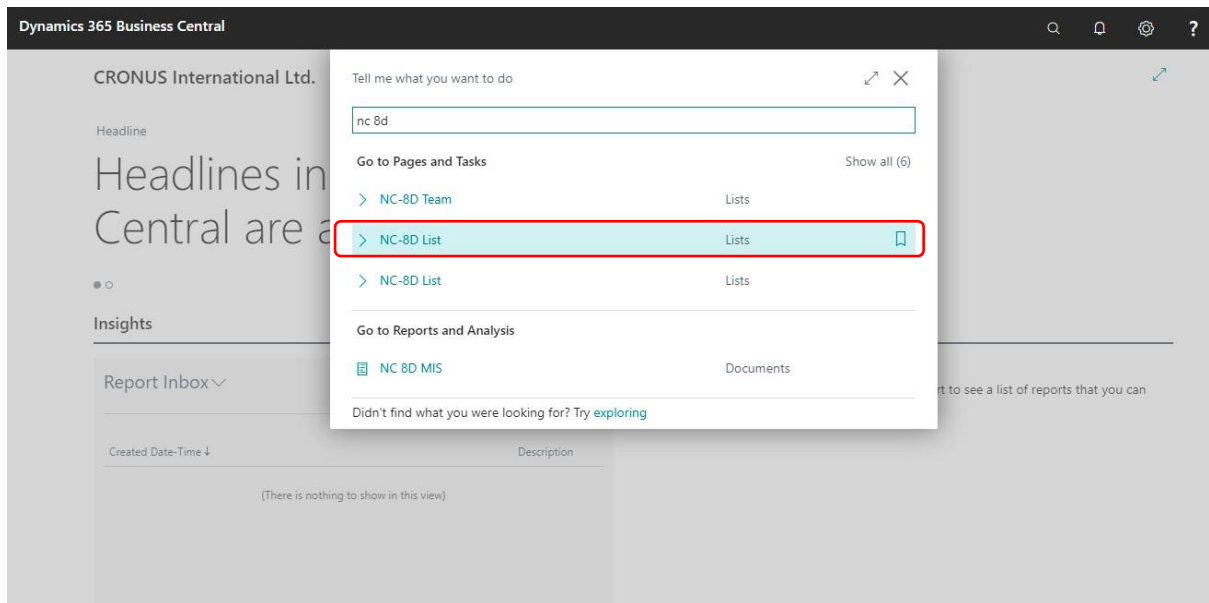 Dynamics 365 Business Central
?
CRONUS International Ltd.
Tell me what you want to do
nc 8d
Headline
Headlines in
Central are a
Go to Pages and Tasks
Show all (6)
NC-8D Team Lists
NC-8D List Lists
NC-8D List Lists
Insights
Go to Reports and Analysis
NC 8D MIS Documents
Report Inbox
rt to see a list of reports that you can
Didn't find what you were looking for? Try exploring
Created Date-Time ↓ Description
(There is nothing to show in this view)